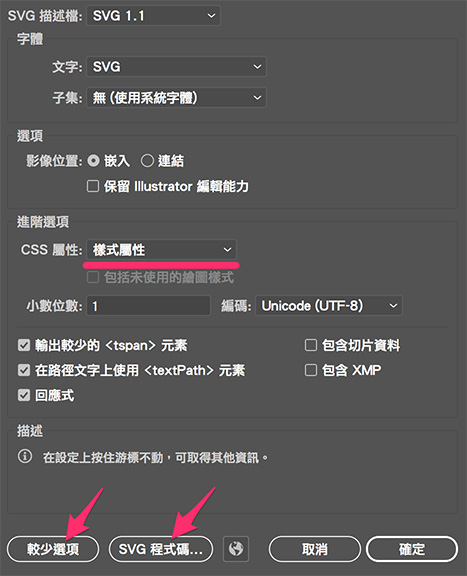 SVG 描述檔: SVG 1.1
字體
文字: SVG
子集: 無 (使用系統字體)
選項
影像位置: 嵌入 連結
保留 Illustrator 編輯能力
進階選項
CSS 屬性: 樣式屬性
包括未使用的繪圖樣式
小數位數: 1 編碼: Unicode (UTF-8)
輸出較少的 <tspan> 元素 包含切片資料
在路徑文字上使用 <textPath> 元素 包含 XMP
回應式
描述
在設定上按住游標不動，可取得其他資訊。
較少選項 SVG 程式碼... 取消 確定